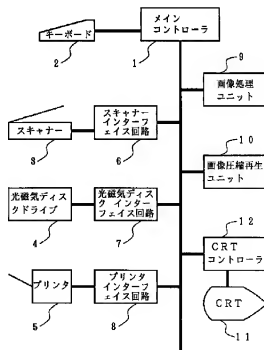 メイン
コントローラ
1
キーボード
2
9
画像処理
ユニット
スキャナー
3
スキャナー
インターフ
ェイス回路
6
10
画像圧縮再生
ユニット
光磁気ディス
クドライブ
4
光磁気ディス
ク インター
フェイス回路
7
12
CRT
コントローラ
プリンタ
5
プリンタ
インターフ
ェイス回路
8
CRT
11